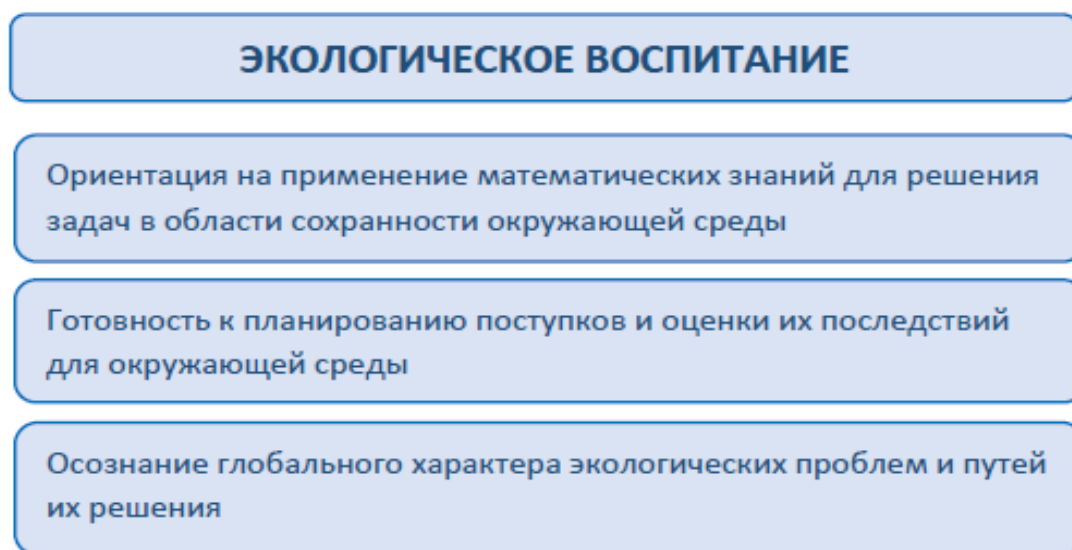 ЭКОЛОГИЧЕСКОЕ ВОСПИТАНИЕ
Ориентация на применение математических знаний для решения
задач в области сохранности окружающей среды
Готовность к планированию поступков и оценки их последствий
для окружающей среды
Осознание глобального характера экологических проблем и путей
их решения